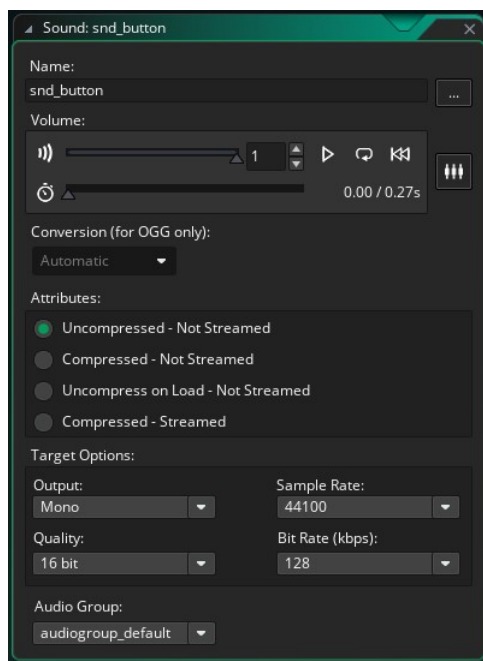 Sound: snd_button
Name:
snd_button
...
Volume:
1
0.00 / 0.27s
Conversion (for OGG only):
Automatic
Attributes:
Uncompressed - Not Streamed
Compressed - Not Streamed
Uncompress on Load - Not Streamed
Compressed - Streamed
Target Options:
Output: Sample Rate:
Mono 44100
Quality: Bit Rate (kbps):
16 bit 128
Audio Group:
audiogroup_default